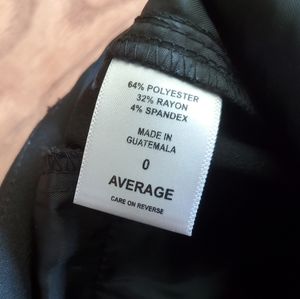 64% POLYESTER
32% RAYON
4% SPANDEX
MADE IN
GUATEMALA
0
AVERAGE
CARE ON REVERSE